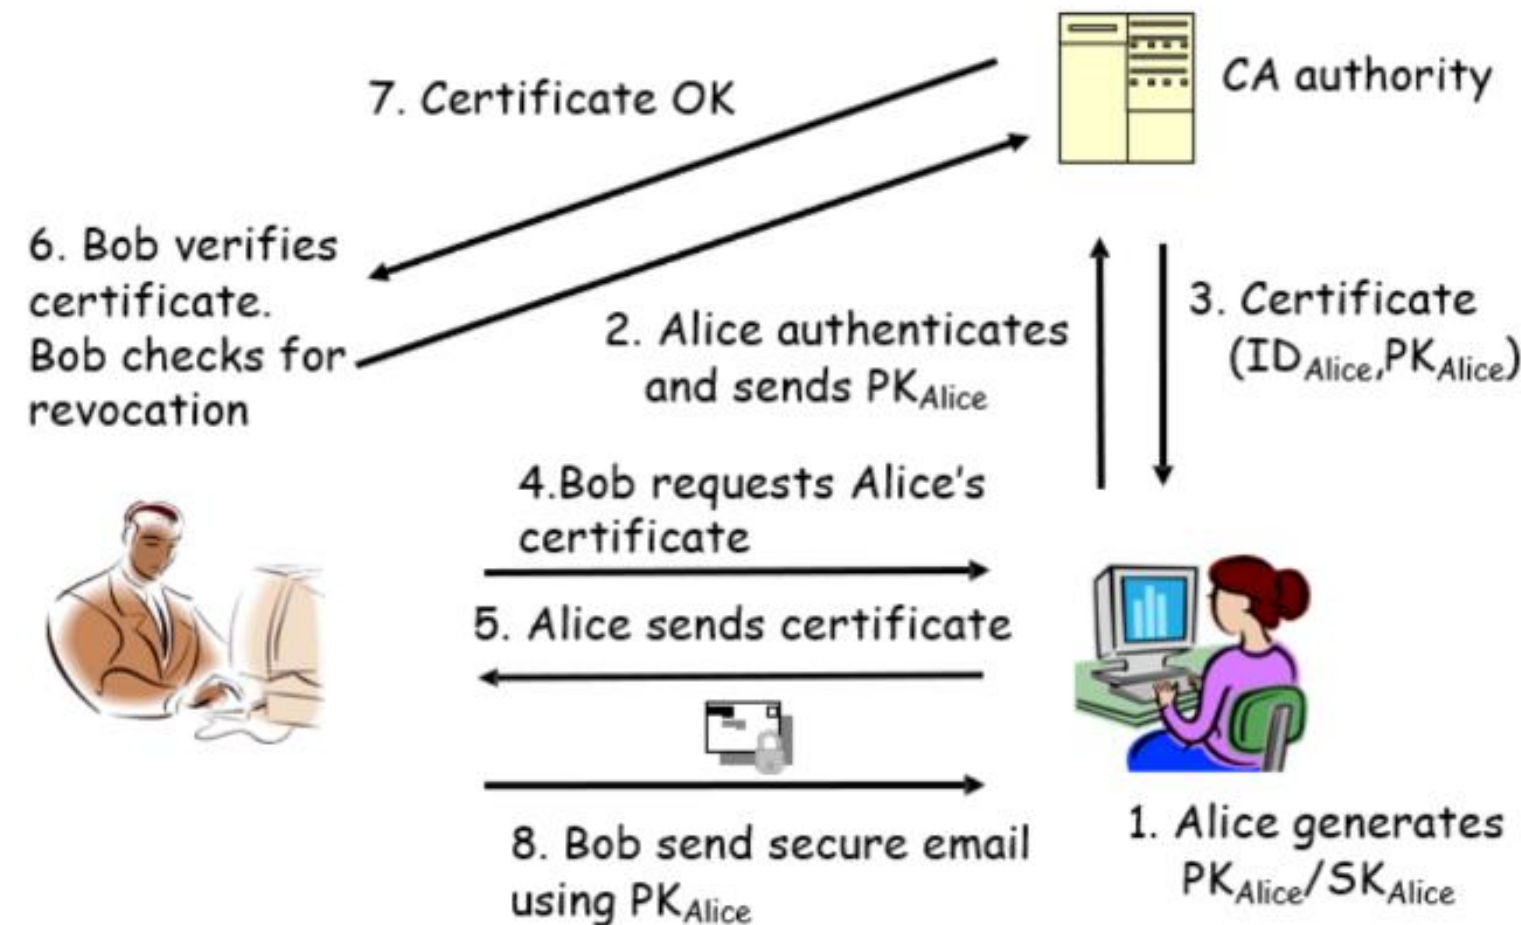 7. Certificate OK
CA authority
6. Bob verifies
certificate.
Bob checks for
revocation
2. Alice authenticates
and sends PKAlice
3. Certificate
(IDAlice,PKAlice)
4.Bob requests Alice's
certificate
5. Alice sends certificate
8. Bob send secure email
using PKAlice
1. Alice generates
PKAlice/SKAlice